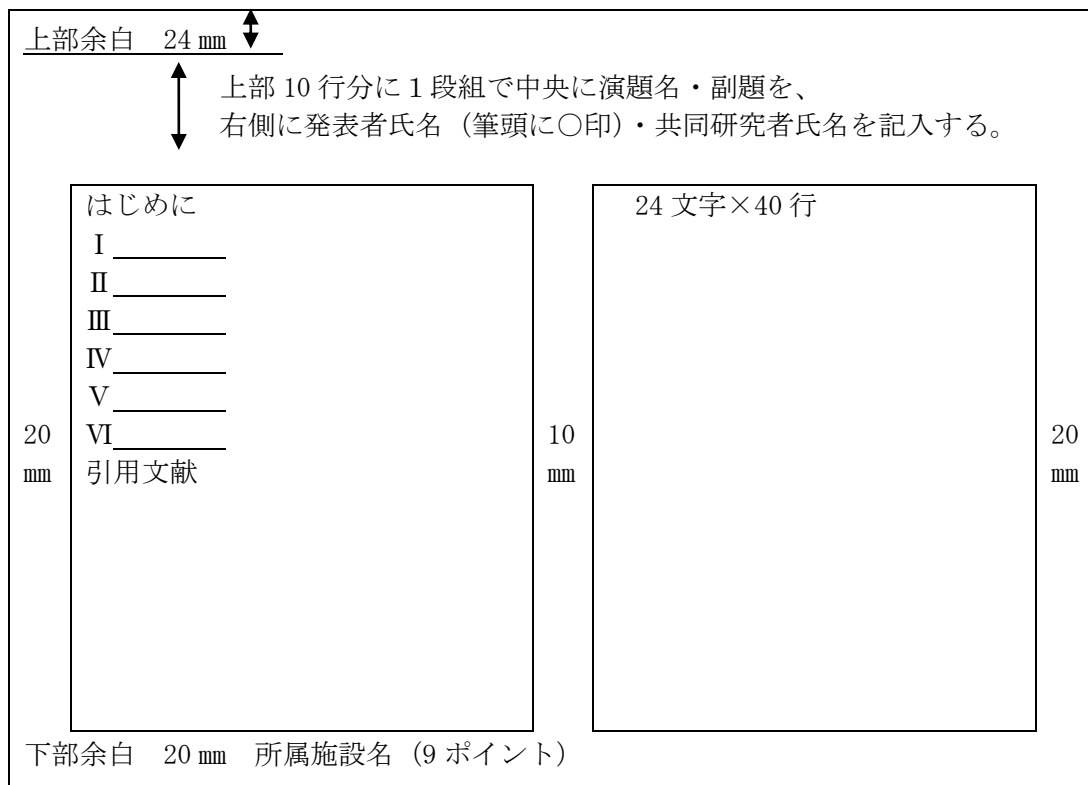 上部余白　24㎜
上部10行分に１段組で中央に演題名・副題を、
右側に発表者氏名（筆頭に○印）・共同研究者氏名を記入する。
はじめに
Ⅰ
Ⅱ
Ⅲ
Ⅳ
Ⅴ
Ⅵ
引用文献
20
㎜
10
㎜
24文字×40行
20
㎜
下部余白　20㎜　所属施設名（9ポイント）